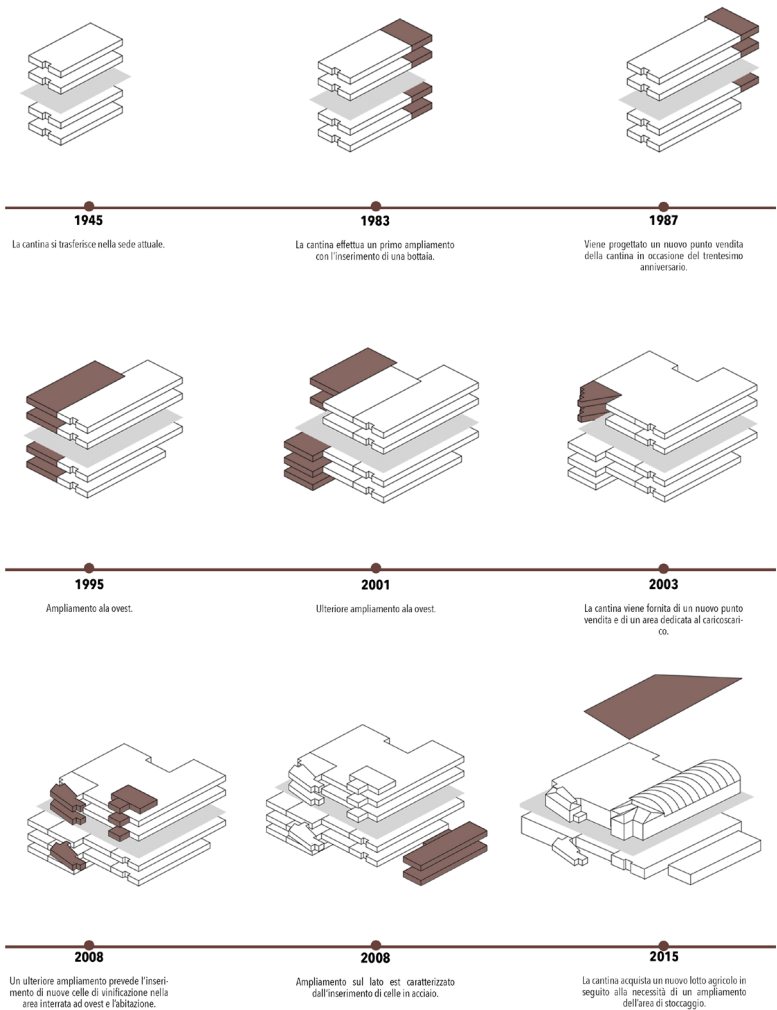 1945
La cantina si trasferisce nella sede attuale.
1983
La cantina effettua un primo ampliamento
con l'inserimento di una bottaia.
1987
Viene progettato un nuovo punto vendita
della cantina in occasione del trentesimo
anniversario.
1995
Ampliamento ala ovest.
2001
Ulteriore ampliamento ala ovest.
2003
La cantina viene fornita di un nuovo punto
vendita e di un area dedicata al caricoscari-
co.
2008
Un ulteriore ampliamento prevede l'inseri-
mento di nuove celle di vinificazione nella
area interrata ad ovest e l'abitazione.
2008
Ampliamento sul lato est caratterizzato
dall'inserimento di celle in acciaio.
2015
La cantina acquista un nuovo lotto agricolo in
seguito alla necessità di un ampliamento
dell'area di stoccaggio.